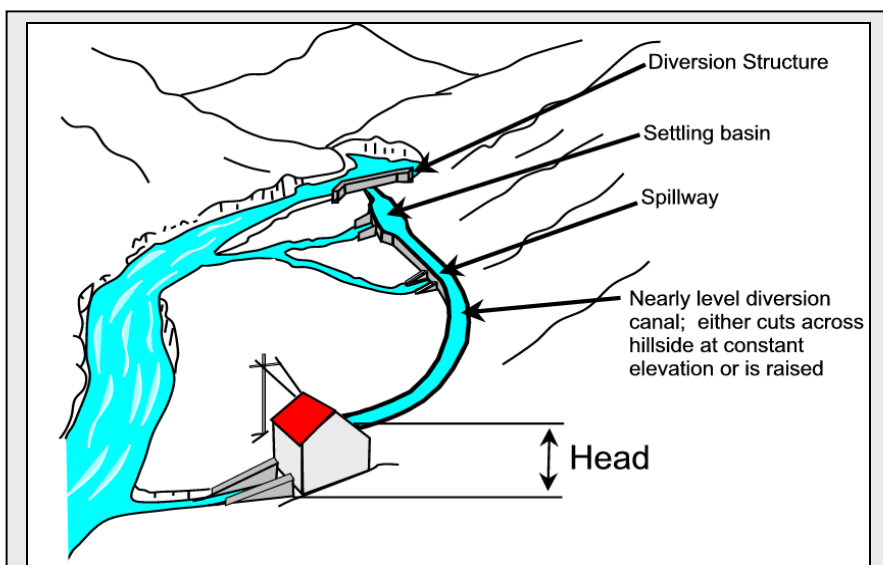 Diversion Structure
Settling basin
Spillway
Nearly level diversion
canal; either cuts across
hillside at constant
elevation or is raised
Head